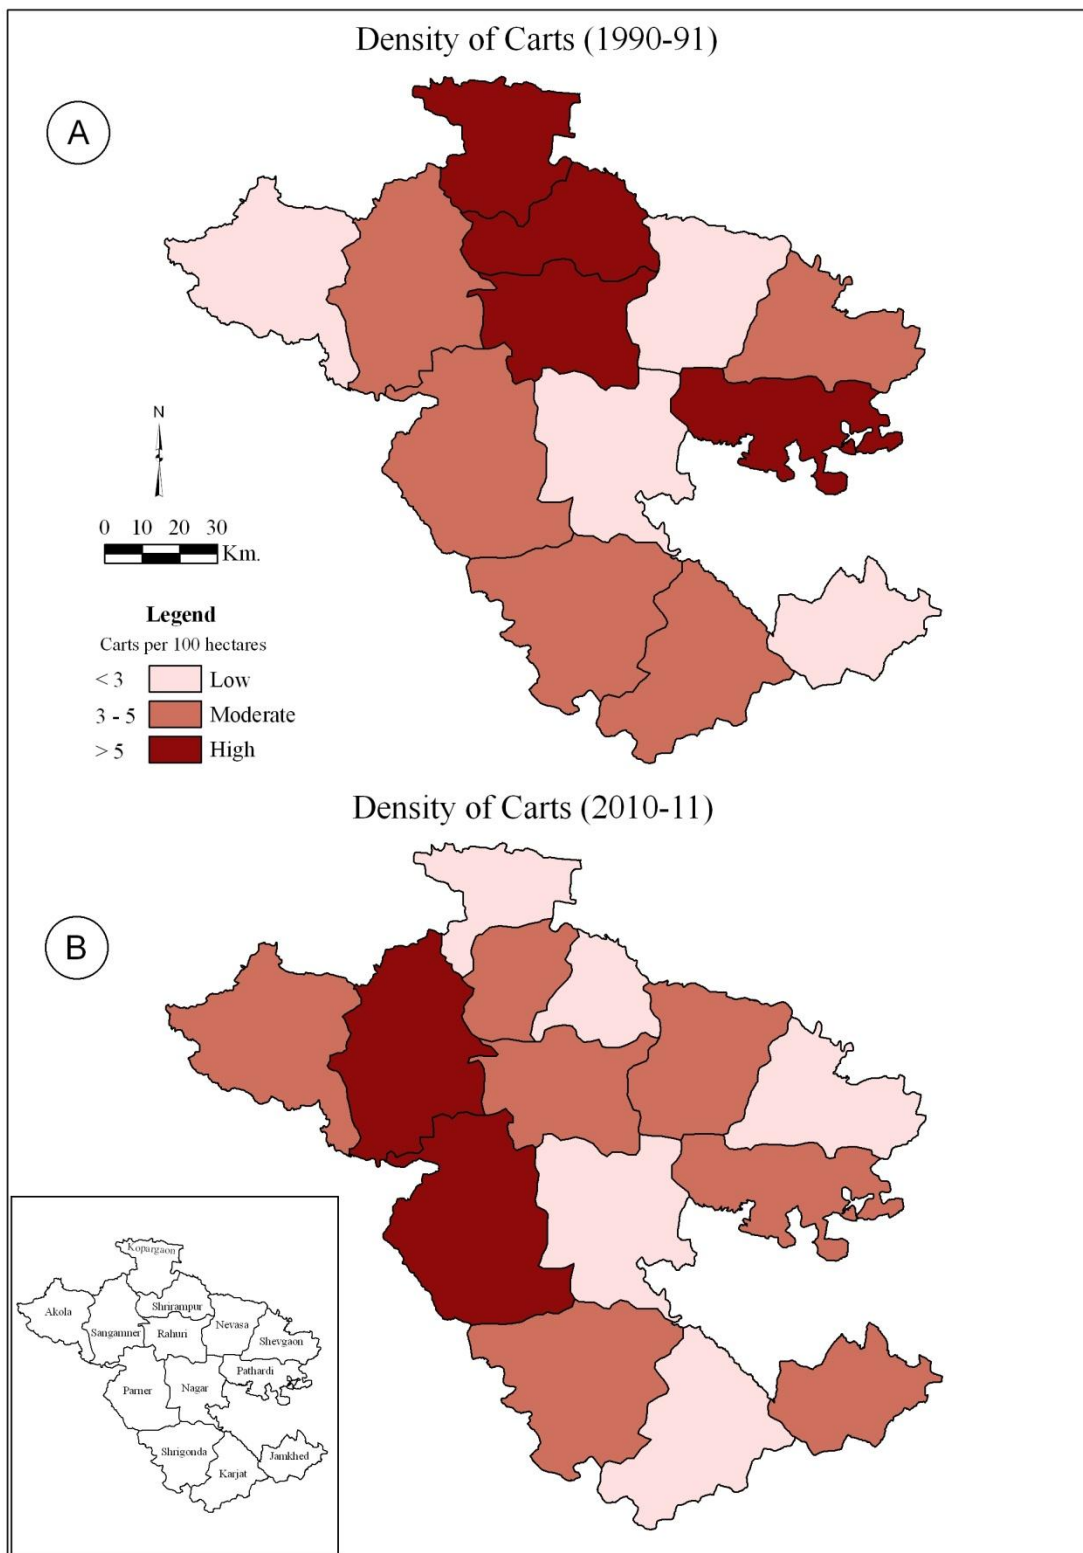 Density of Carts (1990-91)
A
N
0 10 20 30
Km.
Legend
Carts per 100 hectares
< 3 Low
3 - 5 Moderate
> 5 High
Density of Carts (2010-11)
B
Kopargaon
Akola
Shrirampur
Sangamner
Rahuri
Nevasa
Shevgaon
Pathardi
Parner
Nagar
Shrigonda
Jamkhed
Karjat